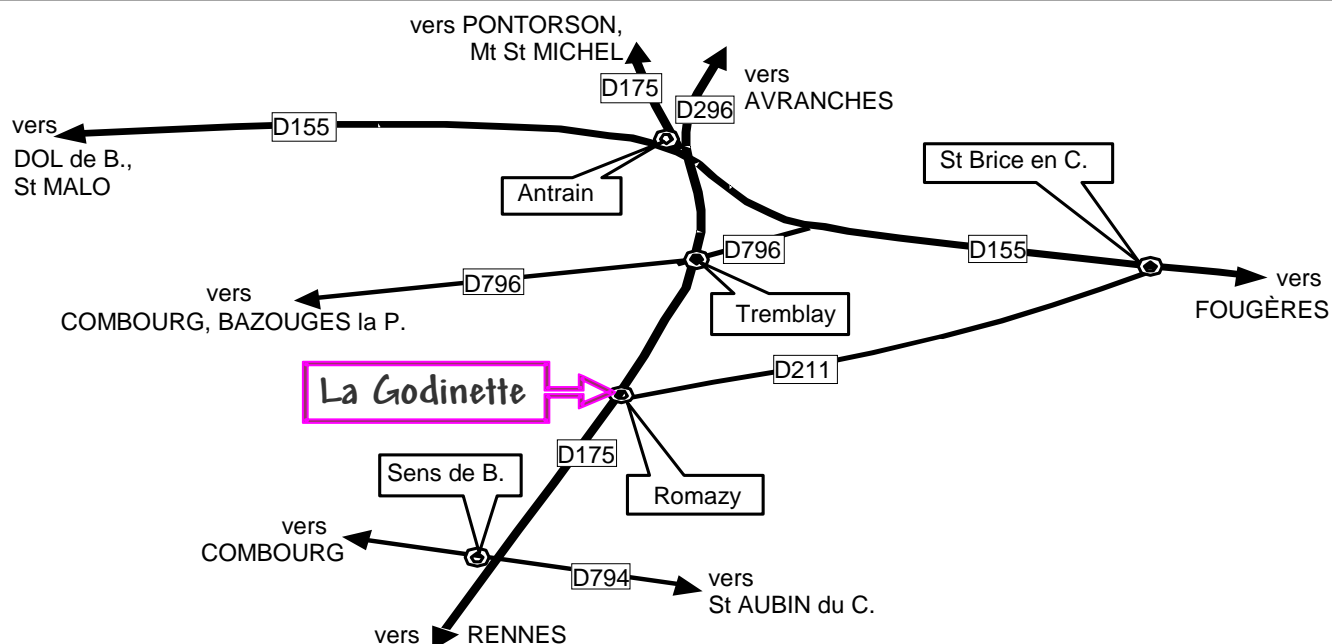 vers PONTORSON,
Mt St MICHEL
D175
D296
vers
AVRANCHES
vers
DOL de B.,
St MALO
D155
St Brice en C.
Antrain
D796
D155
D796
vers
COMBOURG, BAZOUGES la P.
vers
FOUGÈRES
Tremblay
La Godinette
D211
D175
Sens de B.
Romazy
vers
COMBOURG
D794
vers
St AUBIN du C.
vers RENNES